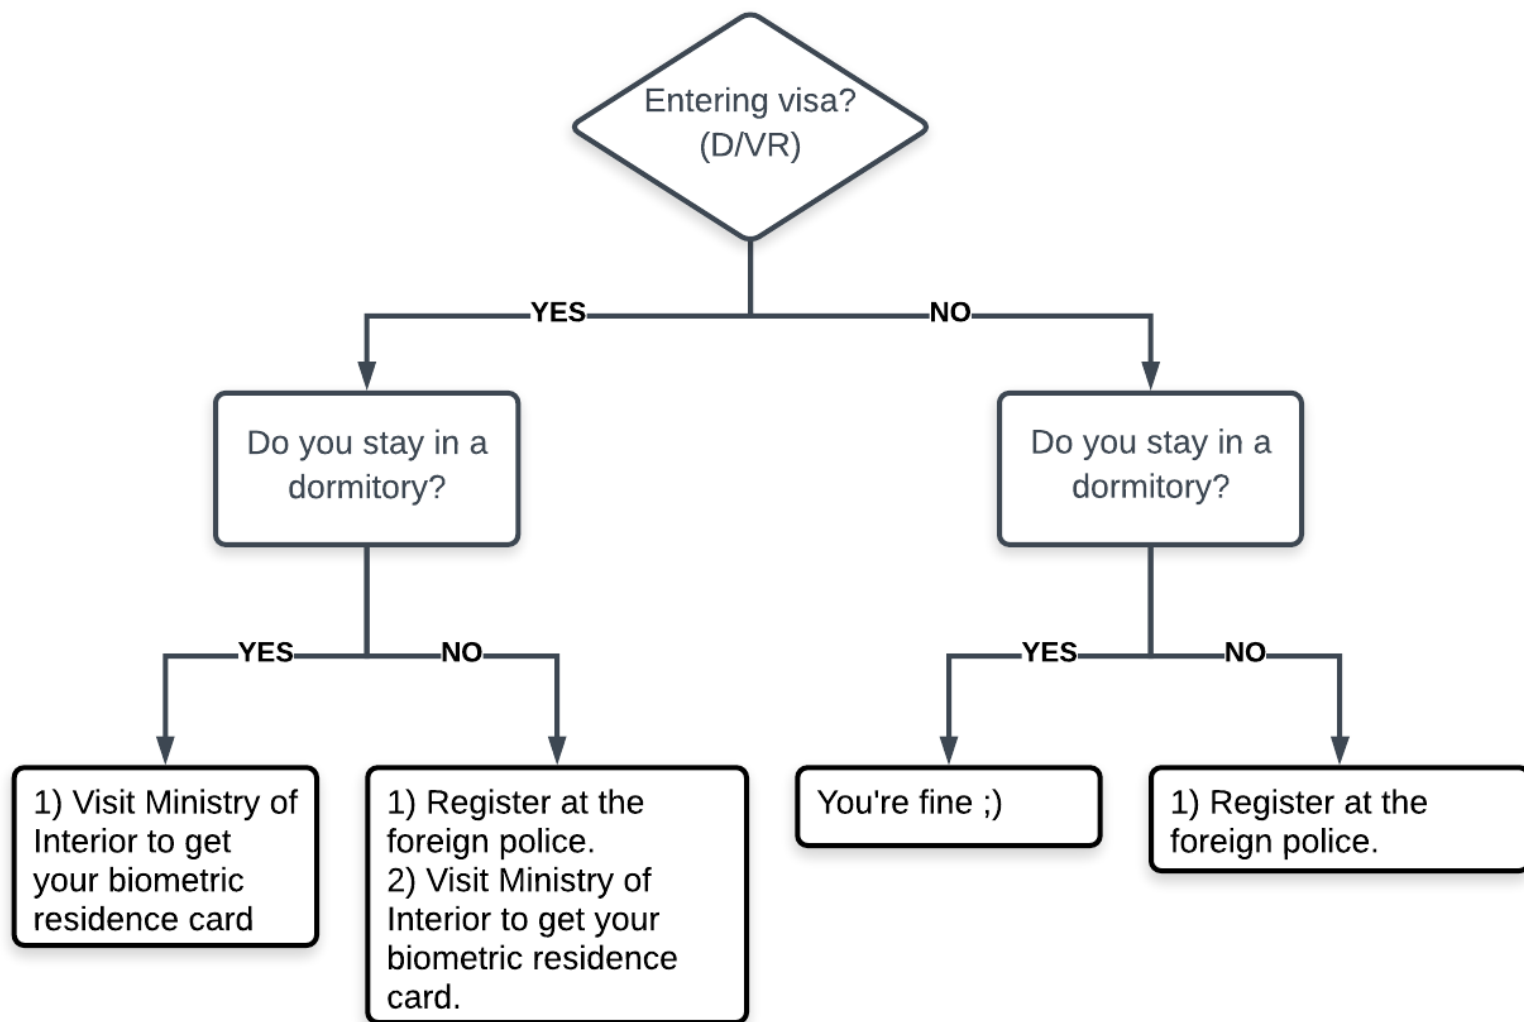 Entering visa?
(D/VR)
YES
NO
Do you stay in a
dormitory?
Do you stay in a
dormitory?
YES
NO
YES
NO
1) Visit Ministry of
Interior to get
your biometric
residence card
1) Register at the
foreign police.
2) Visit Ministry of
Interior to get your
biometric residence
card.
You're fine ;)
1) Register at the
foreign police.